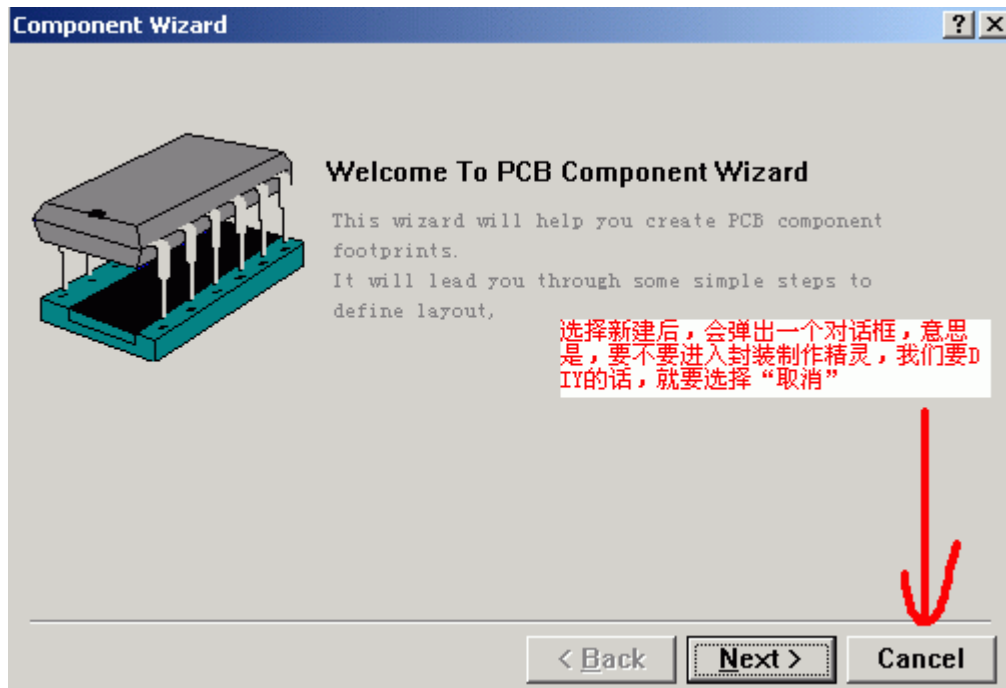 Component Wizard
Welcome To PCB Component Wizard
This wizard will help you create PCB component
footprints.
It will lead you through some simple steps to
define layout,
选择新建后，会弹出一个对话框，意思
是，要不要进入封装制作精灵，我们要D
IY的话，就要选择“取消”
< Back
Next >
Cancel